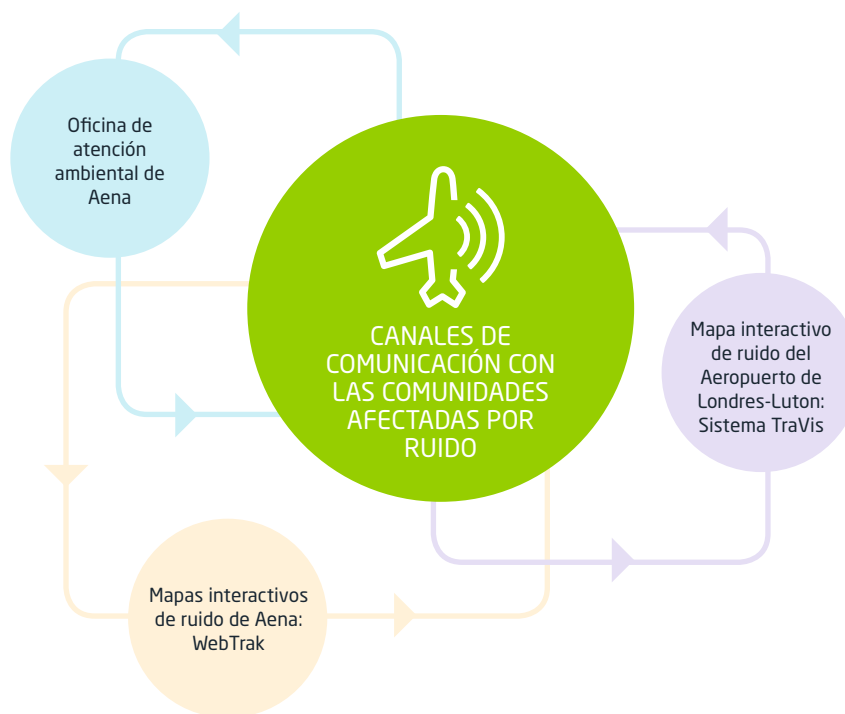 Oficina de
atención
ambiental de
Aena
CANALES DE
COMUNICACIÓN CON
LAS COMUNIDADES
AFECTADAS POR
RUIDO
Mapa interactivo
de ruido del
Aeropuerto de
Londres-Luton:
Sistema TraVis
Mapas interactivos
de ruido de Aena:
WebTrak